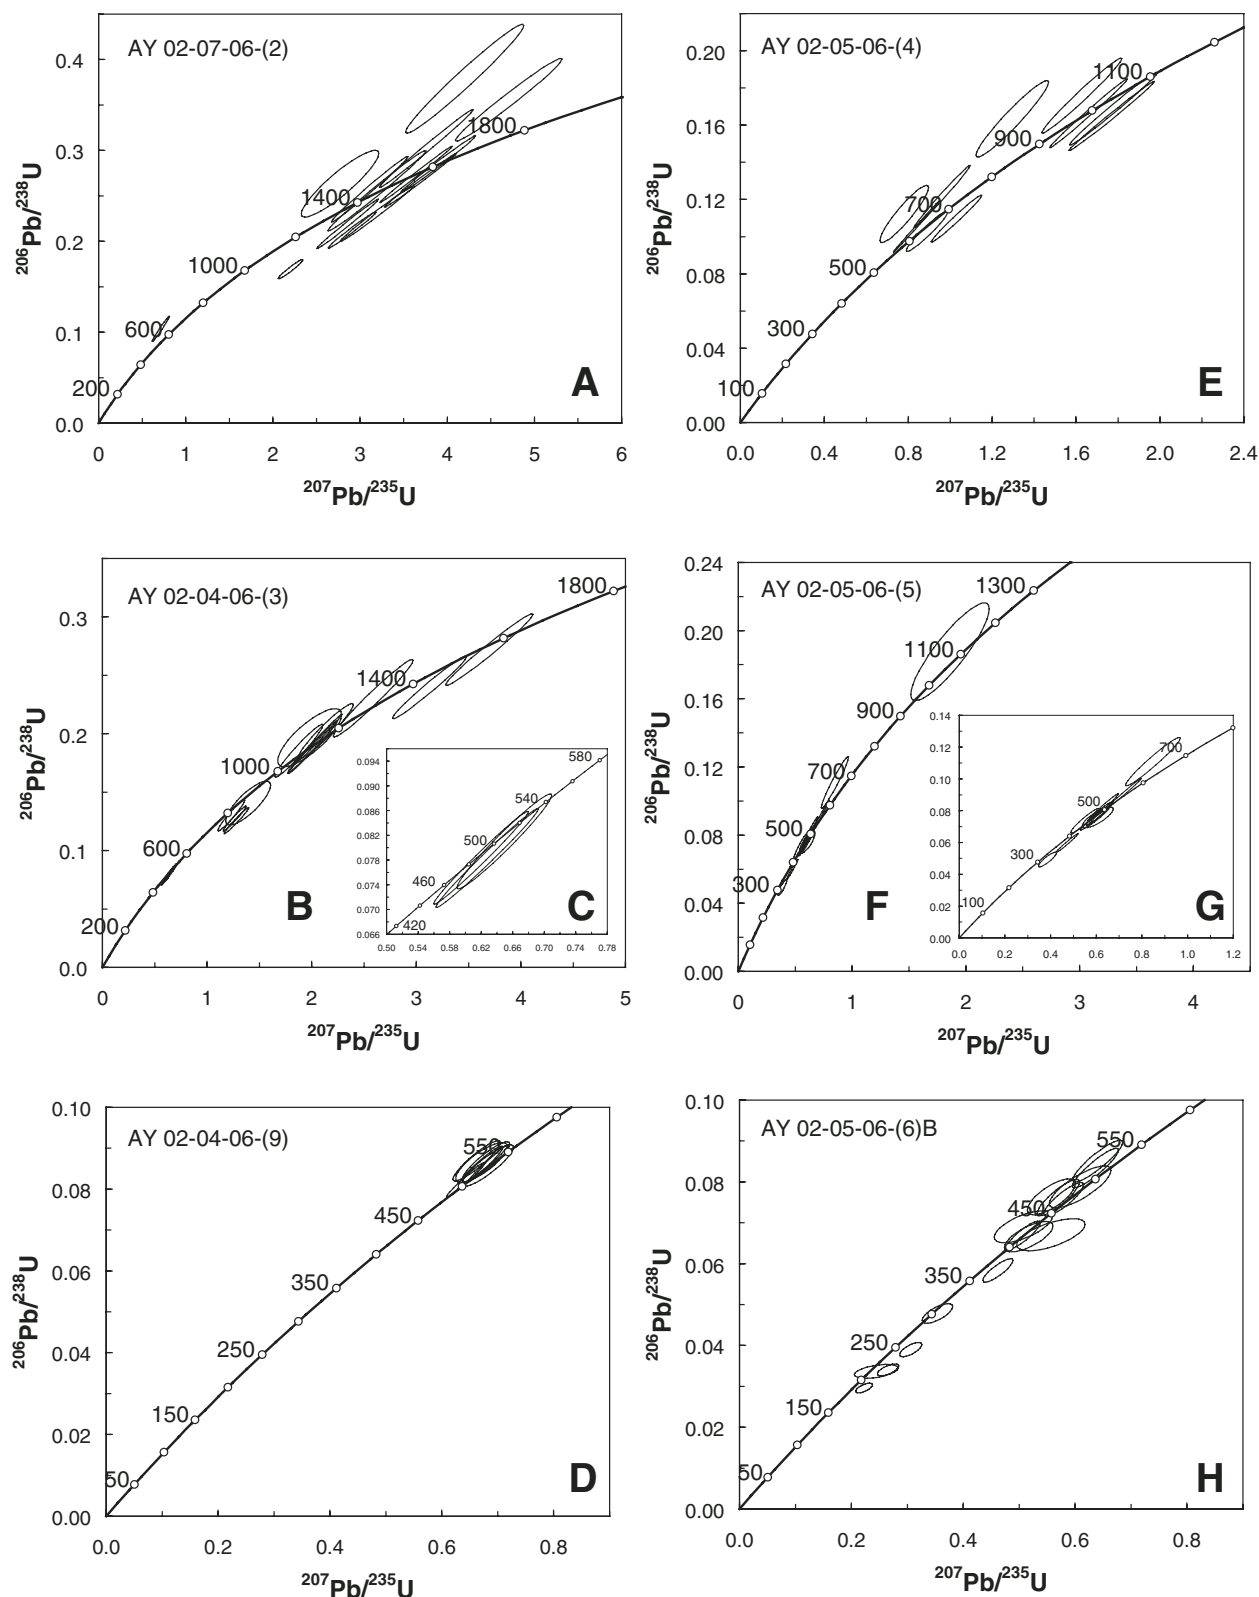 AY 02-07-06-(2)
0.4
0.3
0.2
0.1
0.0
206Pb/238U
1800
1400
1000
600
200
A
0 1 2 3 4 5 6
207Pb/235U
AY 02-05-06-(4)
0.20
0.16
0.12
0.08
0.04
0.00
206Pb/238U
1100
900
700
500
300
100
E
0.0 0.4 0.8 1.2 1.6 2.0 2.4
207Pb/235U
AY 02-04-06-(3)
0.3
0.2
0.1
0.0
206Pb/238U
1800
1400
1000
600
200
B
0 1 2 3 4 5
207Pb/235U
0.094
0.090
0.086
0.082
0.078
0.074
0.070
0.066
580
540
500
460
420
C
0.50 0.54 0.58 0.62 0.66 0.70 0.74 0.78
AY 02-05-06-(5)
0.24
0.20
0.16
0.12
0.08
0.04
0.00
206Pb/238U
1300
1100
900
700
500
300
F
0 1 2 3 4
207Pb/235U
0.14
0.12
0.10
0.08
0.06
0.04
0.02
0.00
700
500
300
100
G
0.0 0.2 0.4 0.6 0.8 1.0 1.2
AY 02-04-06-(9)
0.10
0.08
0.06
0.04
0.02
0.00
206Pb/238U
550
450
350
250
150
50
D
0.0 0.2 0.4 0.6 0.8
207Pb/235U
AY 02-05-06-(6)B
0.10
0.08
0.06
0.04
0.02
0.00
206Pb/238U
550
450
350
250
150
50
H
0.0 0.2 0.4 0.6 0.8
207Pb/235U